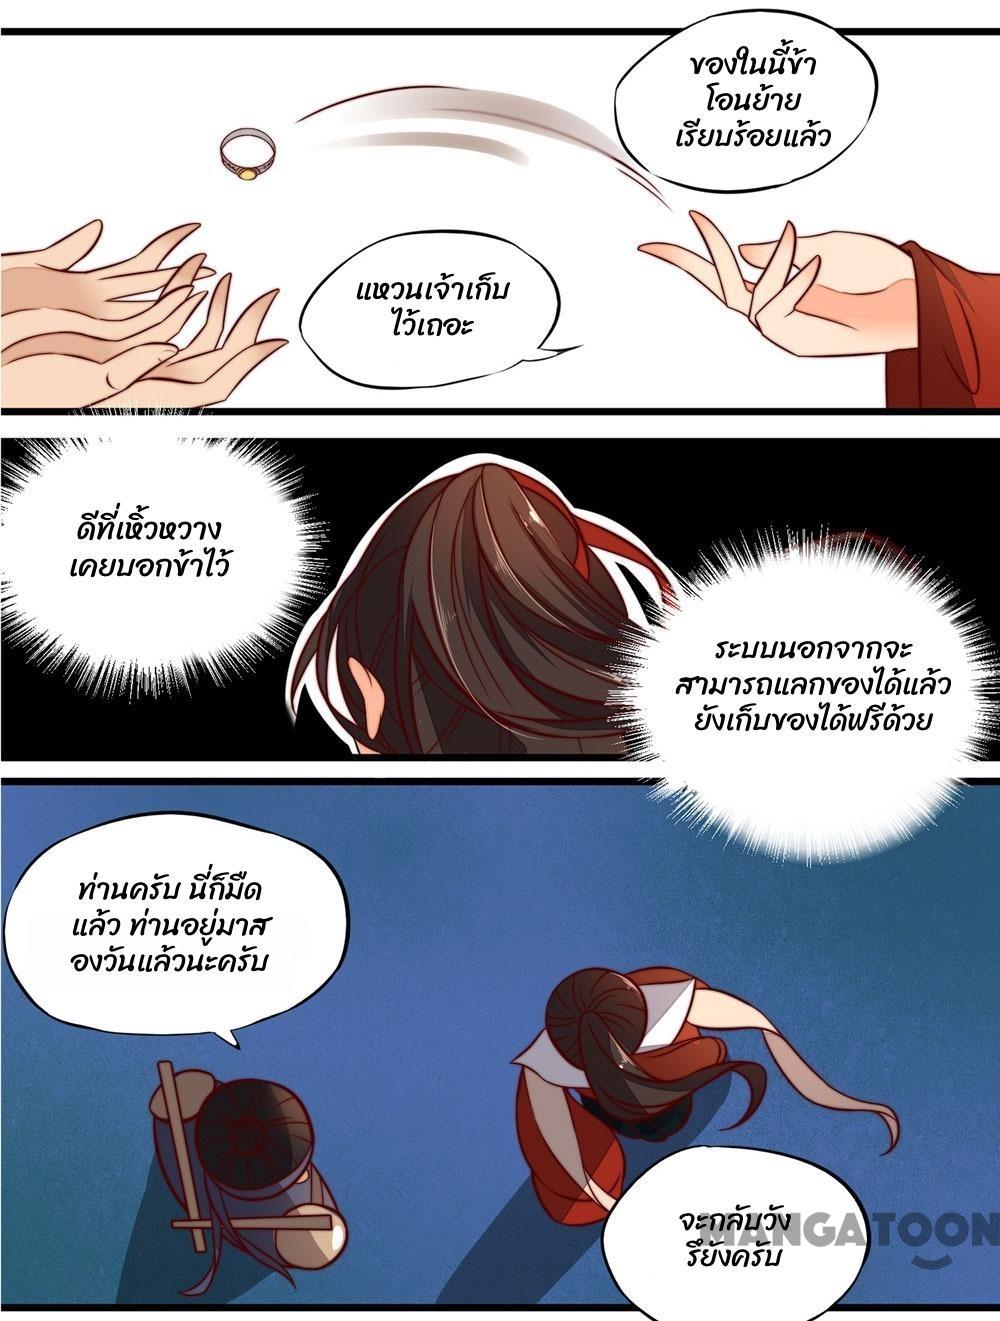 ของในนี้ข้า
โอนย้าย
เรียบร้อยแล้ว
แหวนเจ้าเก็บ
ไว้เถอะ
ดีที่เหิ้วหวาง
เคยบอกข้าไว้
ระบบนอกจากจะ
สามารถแลกของได้แล้ว
ยังเก็บของได้ฟรีด้วย
ท่านครับ นี่ก็มืด
แล้ว ท่านอยู่มาส
องวันแล้วนะครับ
จะกลับวัง
รึยังครับ
MANGATOON